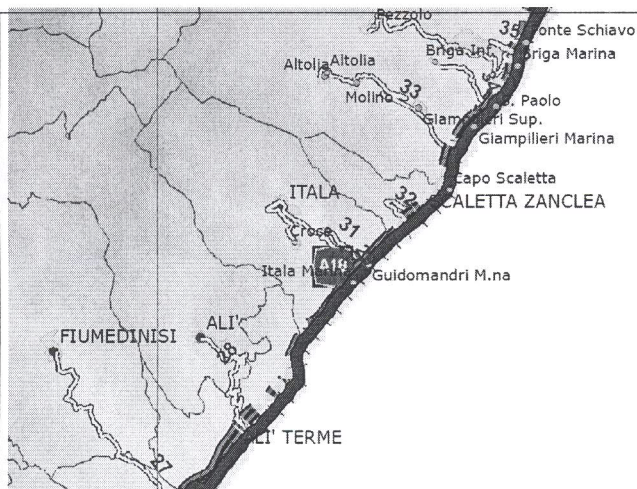 Pezzolo
35
Ponte Schiavo
Briga Inf.
Briga Marina
Altolia
Altolia
Molino
33
S. Paolo
Giampilieri Sup.
Giampilieri Marina
Capo Scaletta
ITALA
32
SCALETTA ZANCLEA
31
Croce
A18
Itala Marina
Guidomandri M.na
FIUMEDINISI
ALI'
28
ALI' TERME
27